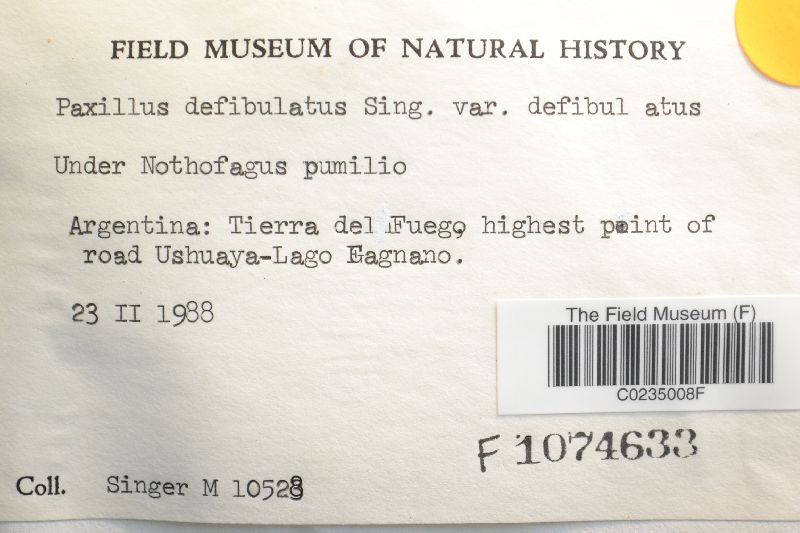 FIELD MUSEUM OF NATURAL HISTORY
Paxillus defibulatus Sing. var. defibul atus
Under Nothofagus pumilio
Argentina: Tierra del Fuego, highest point of
road Ushuaya-Lago Fagnano.
23 II 1988
The Field Museum (F)
C0235008F
F 1074633
Coll. Singer M 10528